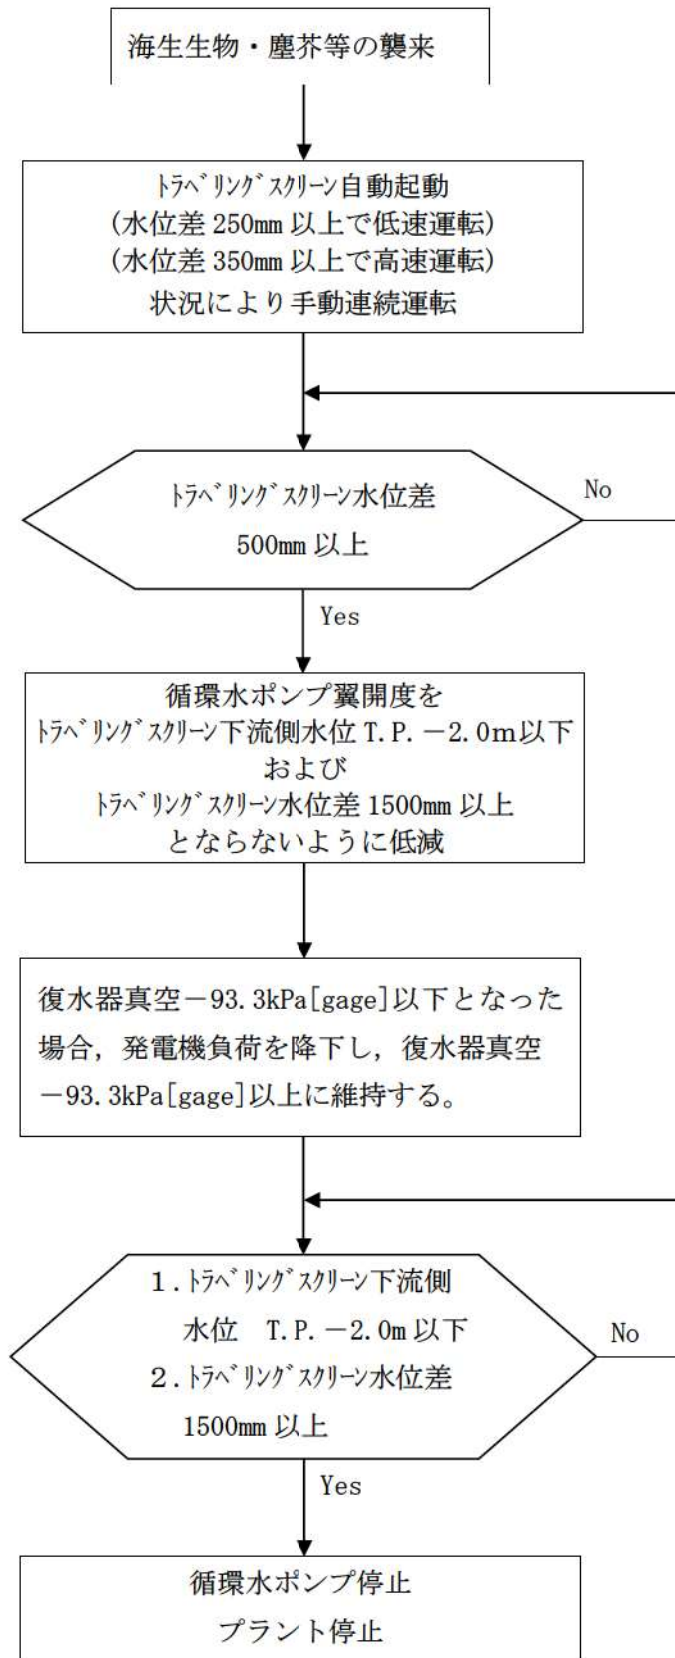 海生生物・塵芥等の襲来
ﾄﾗﾍﾞﾘﾝｸﾞｽｸﾘｰﾝ自動起動
(水位差 250mm 以上で低速運転)
(水位差 350mm 以上で高速運転)
状況により手動連続運転
ﾄﾗﾍﾞﾘﾝｸﾞｽｸﾘｰﾝ水位差
500mm 以上
No
Yes
循環水ポンプ翼開度を
ﾄﾗﾍﾞﾘﾝｸﾞｽｸﾘｰﾝ下流側水位 T.P.－2.0ｍ以下
および
ﾄﾗﾍﾞﾘﾝｸﾞｽｸﾘｰﾝ水位差 1500mm 以上
とならないように低減
復水器真空－93.3kPa[gage]以下となった
場合，発電機負荷を降下し，復水器真空
－93.3kPa[gage]以上に維持する。
１.ﾄﾗﾍﾞﾘﾝｸﾞｽｸﾘｰﾝ下流側
水位　T.P.－2.0m 以下
２.ﾄﾗﾍﾞﾘﾝｸﾞｽｸﾘｰﾝ水位差
1500mm 以上
No
Yes
循環水ポンプ停止
プラント停止